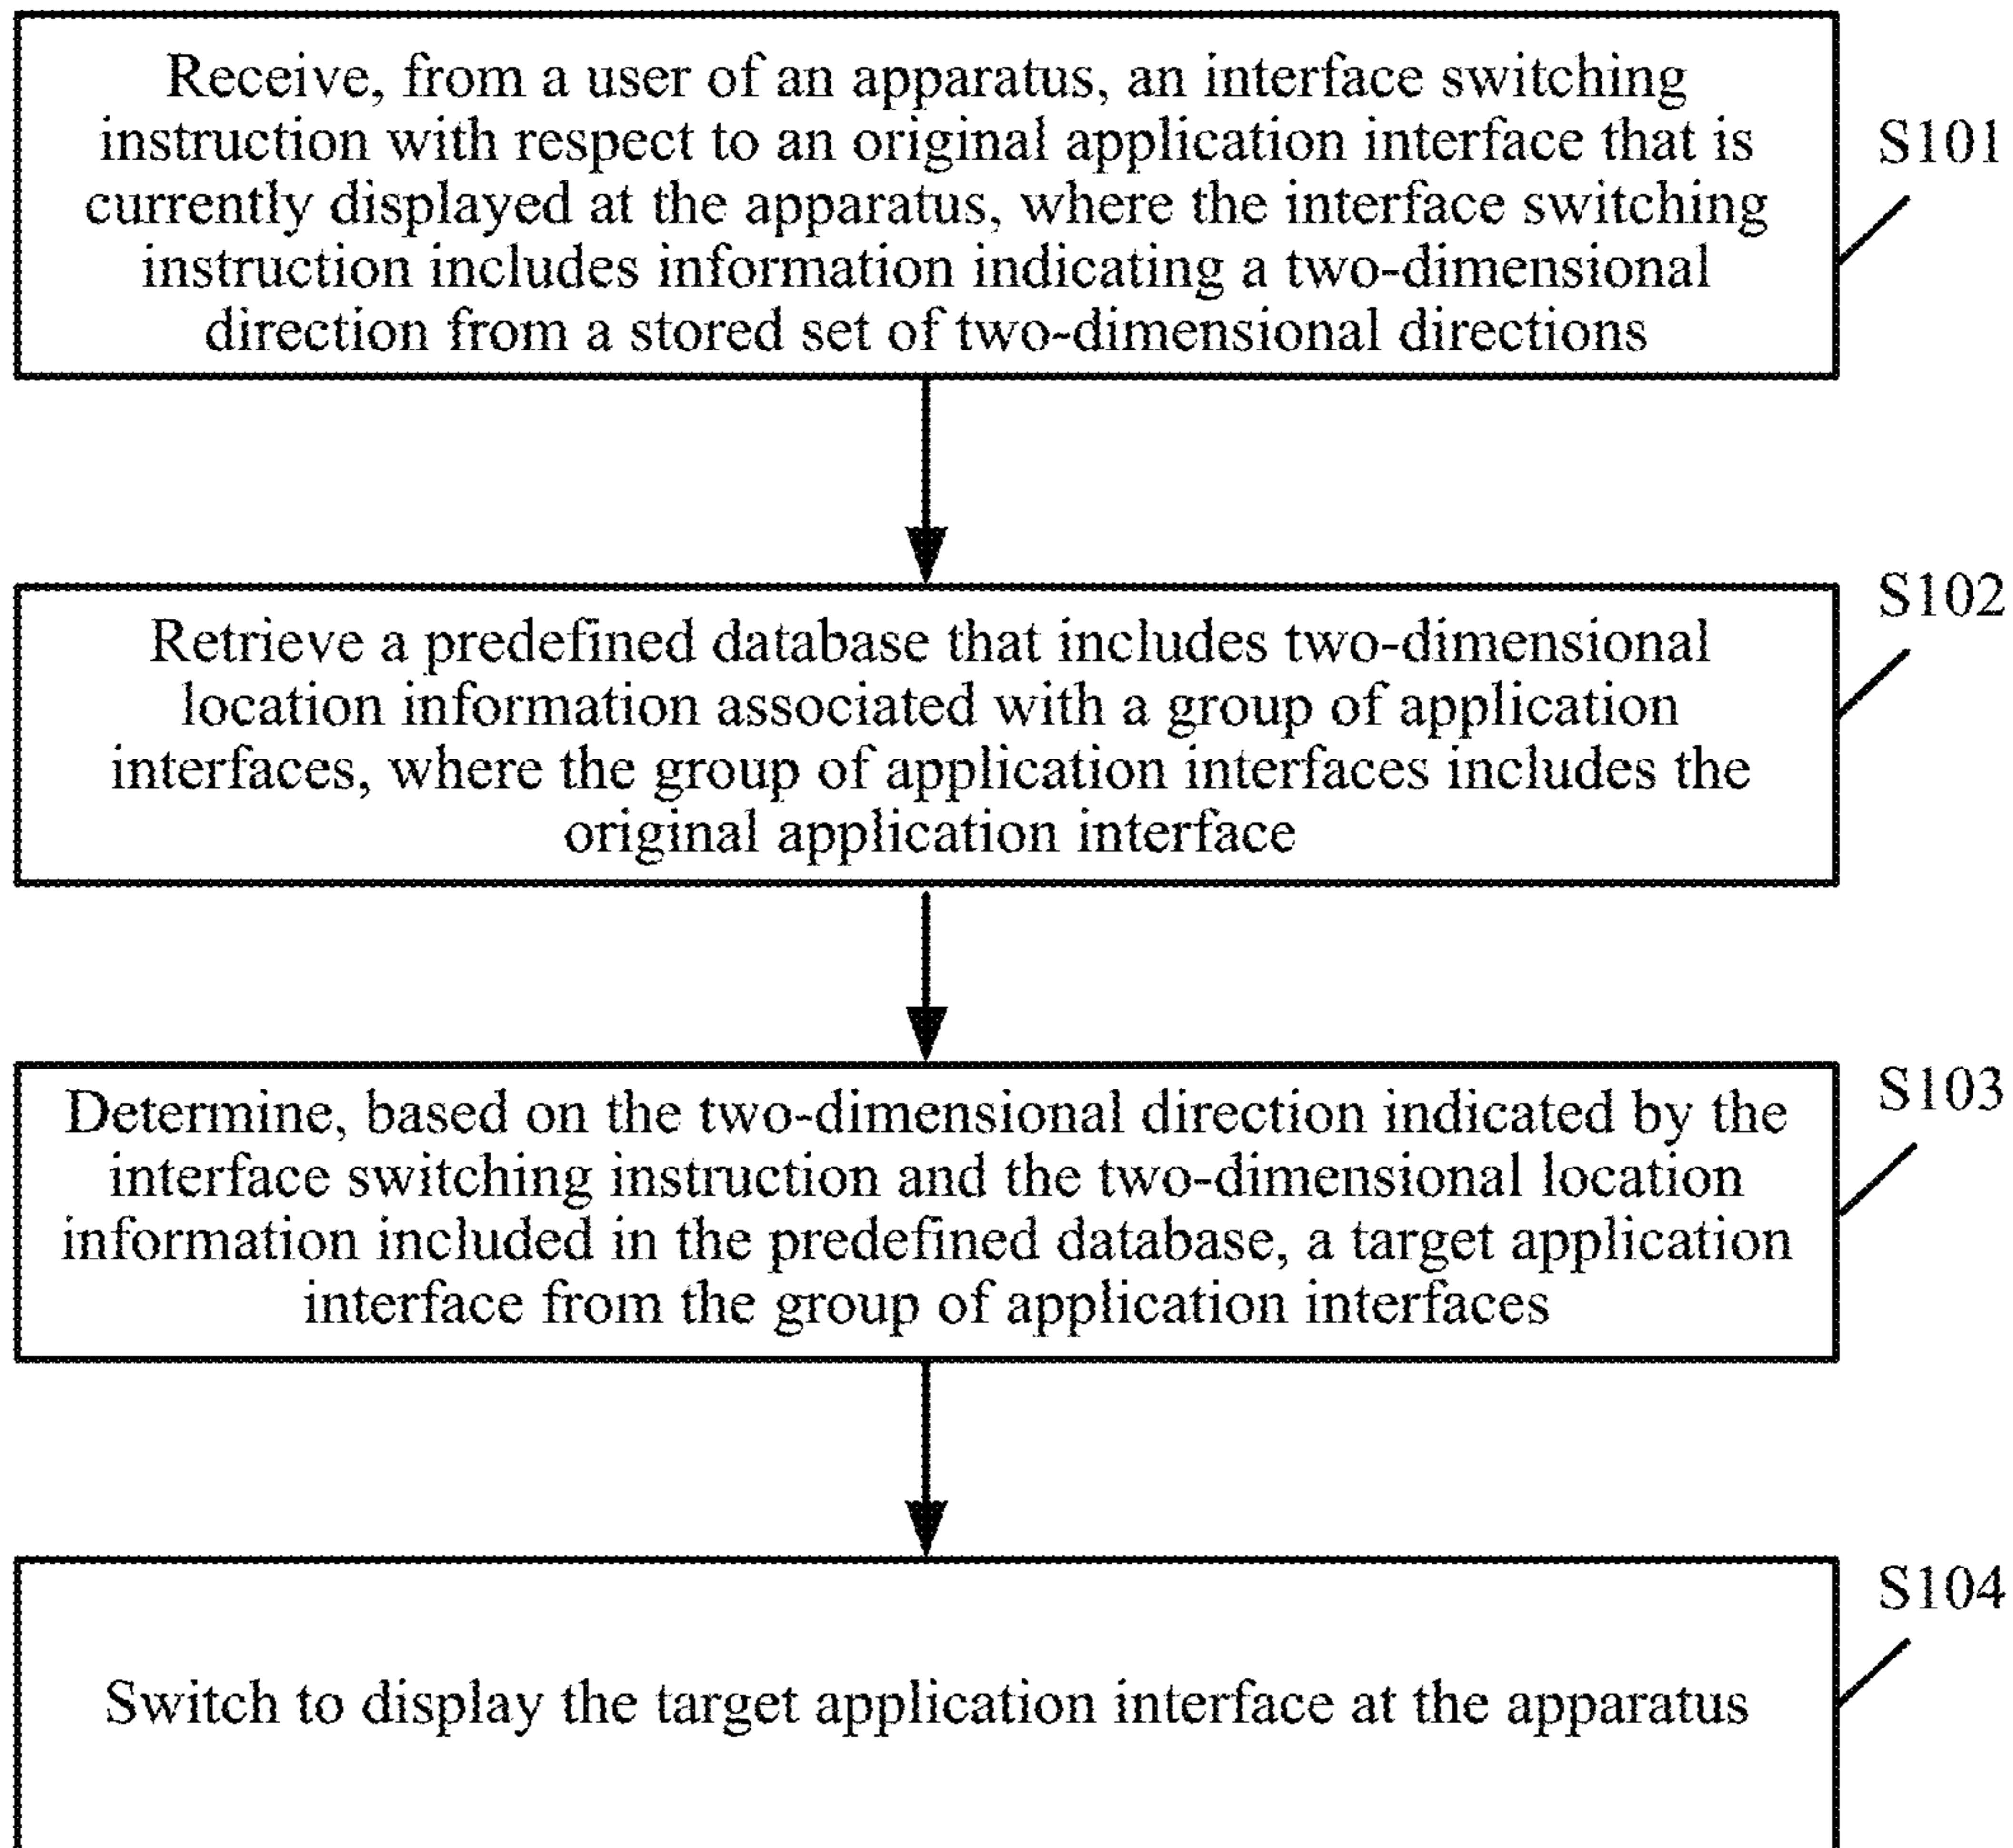 Receive, from a user of an apparatus, an interface switching
instruction with respect to an original application interface that is
currently displayed at the apparatus, where the interface switching
instruction includes information indicating a two-dimensional
direction from a stored set of two-dimensional directions
S101
Retrieve a predefined database that includes two-dimensional
location information associated with a group of application
interfaces, where the group of application interfaces includes the
original application interface
S102
Determine, based on the two-dimensional direction indicated by the
interface switching instruction and the two-dimensional location
information included in the predefined database, a target application
interface from the group of application interfaces
S103
Switch to display the target application interface at the apparatus
S104